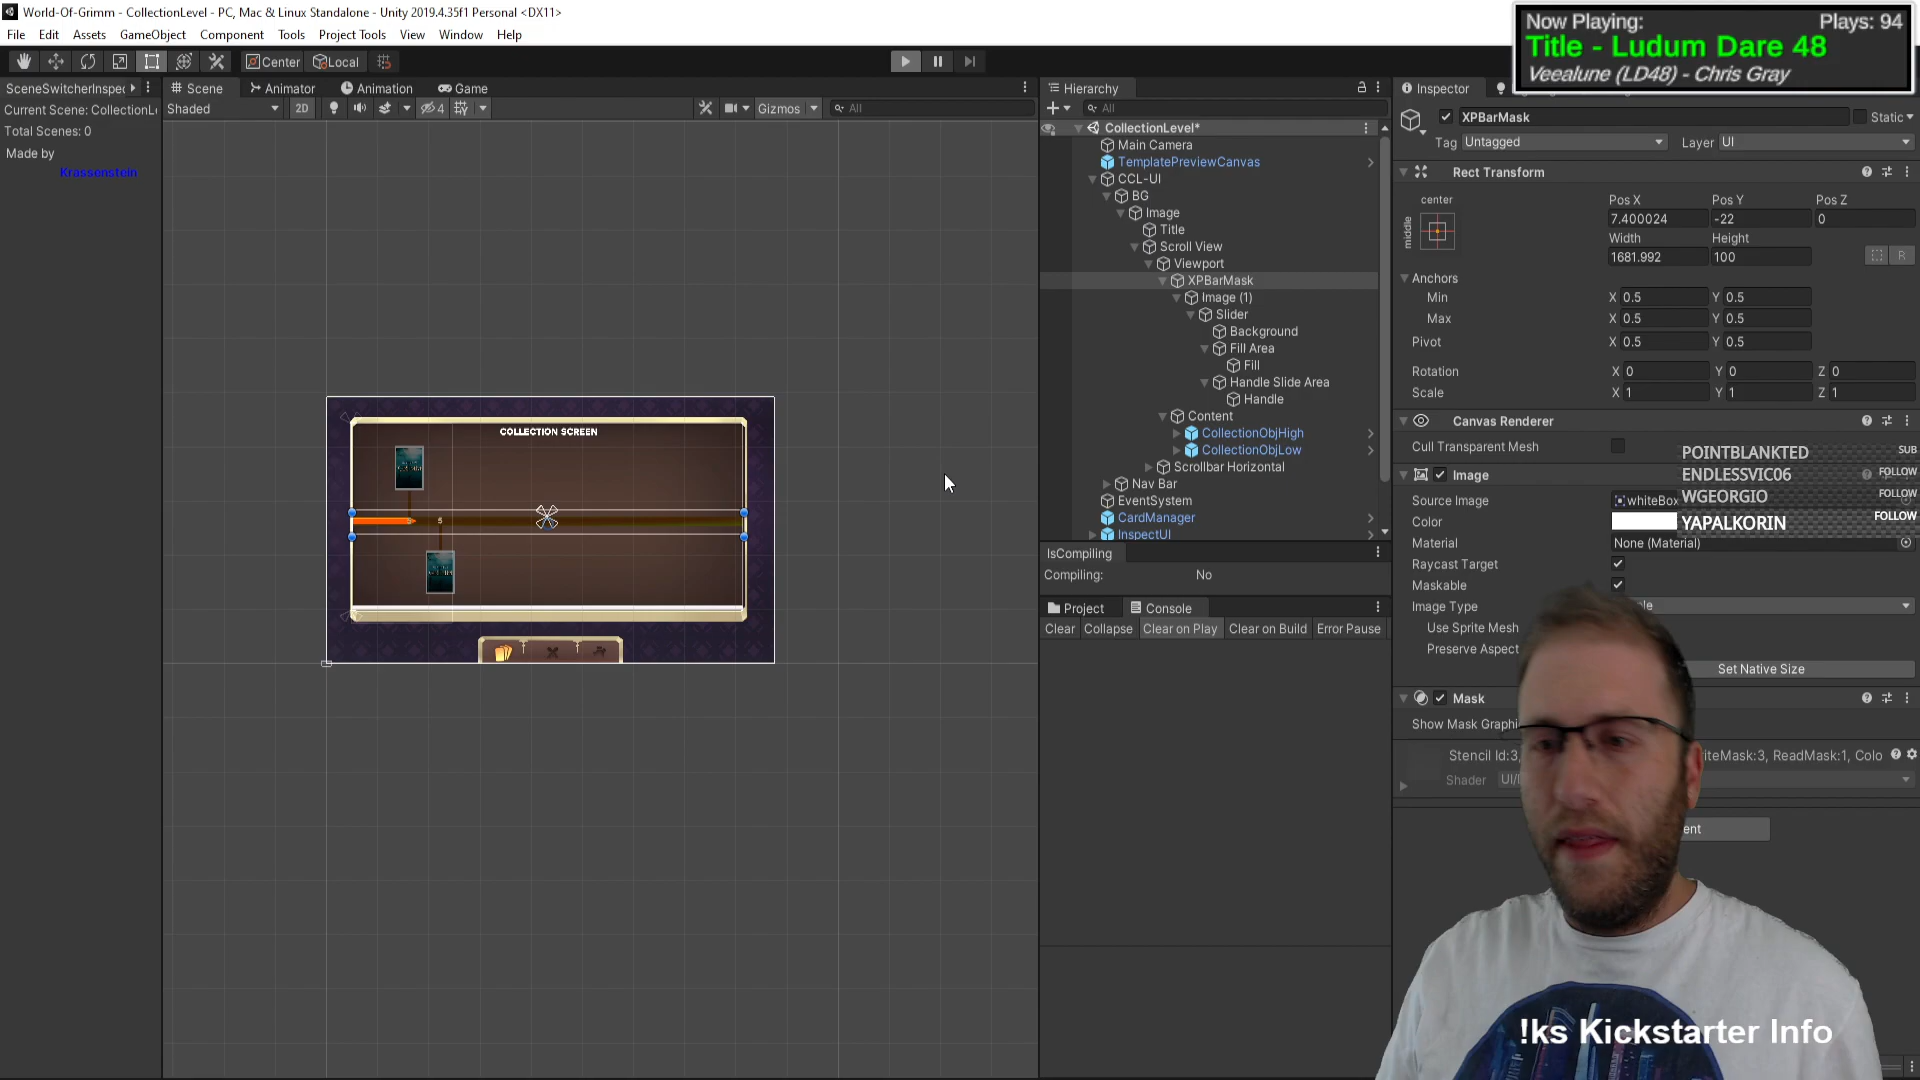 World-Of-Grimm - CollectionLevel - PC, Mac & Linux Standalone - Unity 2019.4.35f1 Personal <DX11>
File Edit Assets GameObject Component Tools Project Tools View Window Help
Now Playing: Plays: 94
Title - Ludum Dare 48
Veealune (LD48) - Chris Gray
Center Local
SceneSwitcherInspec
Current Scene: CollectionL
Total Scenes: 0
Made by
Krassenstein
Scene Animator Animation Game
Shaded 2D 4 Gizmos All
COLLECTION SCREEN
5
Hierarchy
All
CollectionLevel*
Main Camera
TemplatePreviewCanvas
CCL-UI
BG
Image
Title
Scroll View
Viewport
XPBarMask
Image (1)
Slider
Background
Fill Area
Fill
Handle Slide Area
Handle
Content
CollectionObjHigh
CollectionObjLow
Scrollbar Horizontal
Nav Bar
EventSystem
CardManager
InspectUI
IsCompiling
Compiling: No
Project Console
Clear Collapse Clear on Play Clear on Build Error Pause
Inspector
XPBarMask Static
Tag Untagged Layer UI
Rect Transform
center
middle
Pos X Pos Y Pos Z
7.400024 -22 0
Width Height
1681.992 100
R
Anchors
Min X 0.5 Y 0.5
Max X 0.5 Y 0.5
Pivot X 0.5 Y 0.5
Rotation X 0 Y 0 Z 0
Scale X 1 Y 1 Z 1
Canvas Renderer
Cull Transparent Mesh
Image
Source Image whiteBox
Color
Material None (Material)
Raycast Target
Maskable
Image Type
Use Sprite Mesh
Preserve Aspect
Set Native Size
Mask
Show Mask Graphi
Stencil Id:3, iteMask:3, ReadMask:1, Colo
Shader UI/
ent
POINTBLANKTED SUB
ENDLESSVIC06 FOLLOW
WGEORGIO FOLLOW
YAPALKORIN FOLLOW
!ks Kickstarter Info